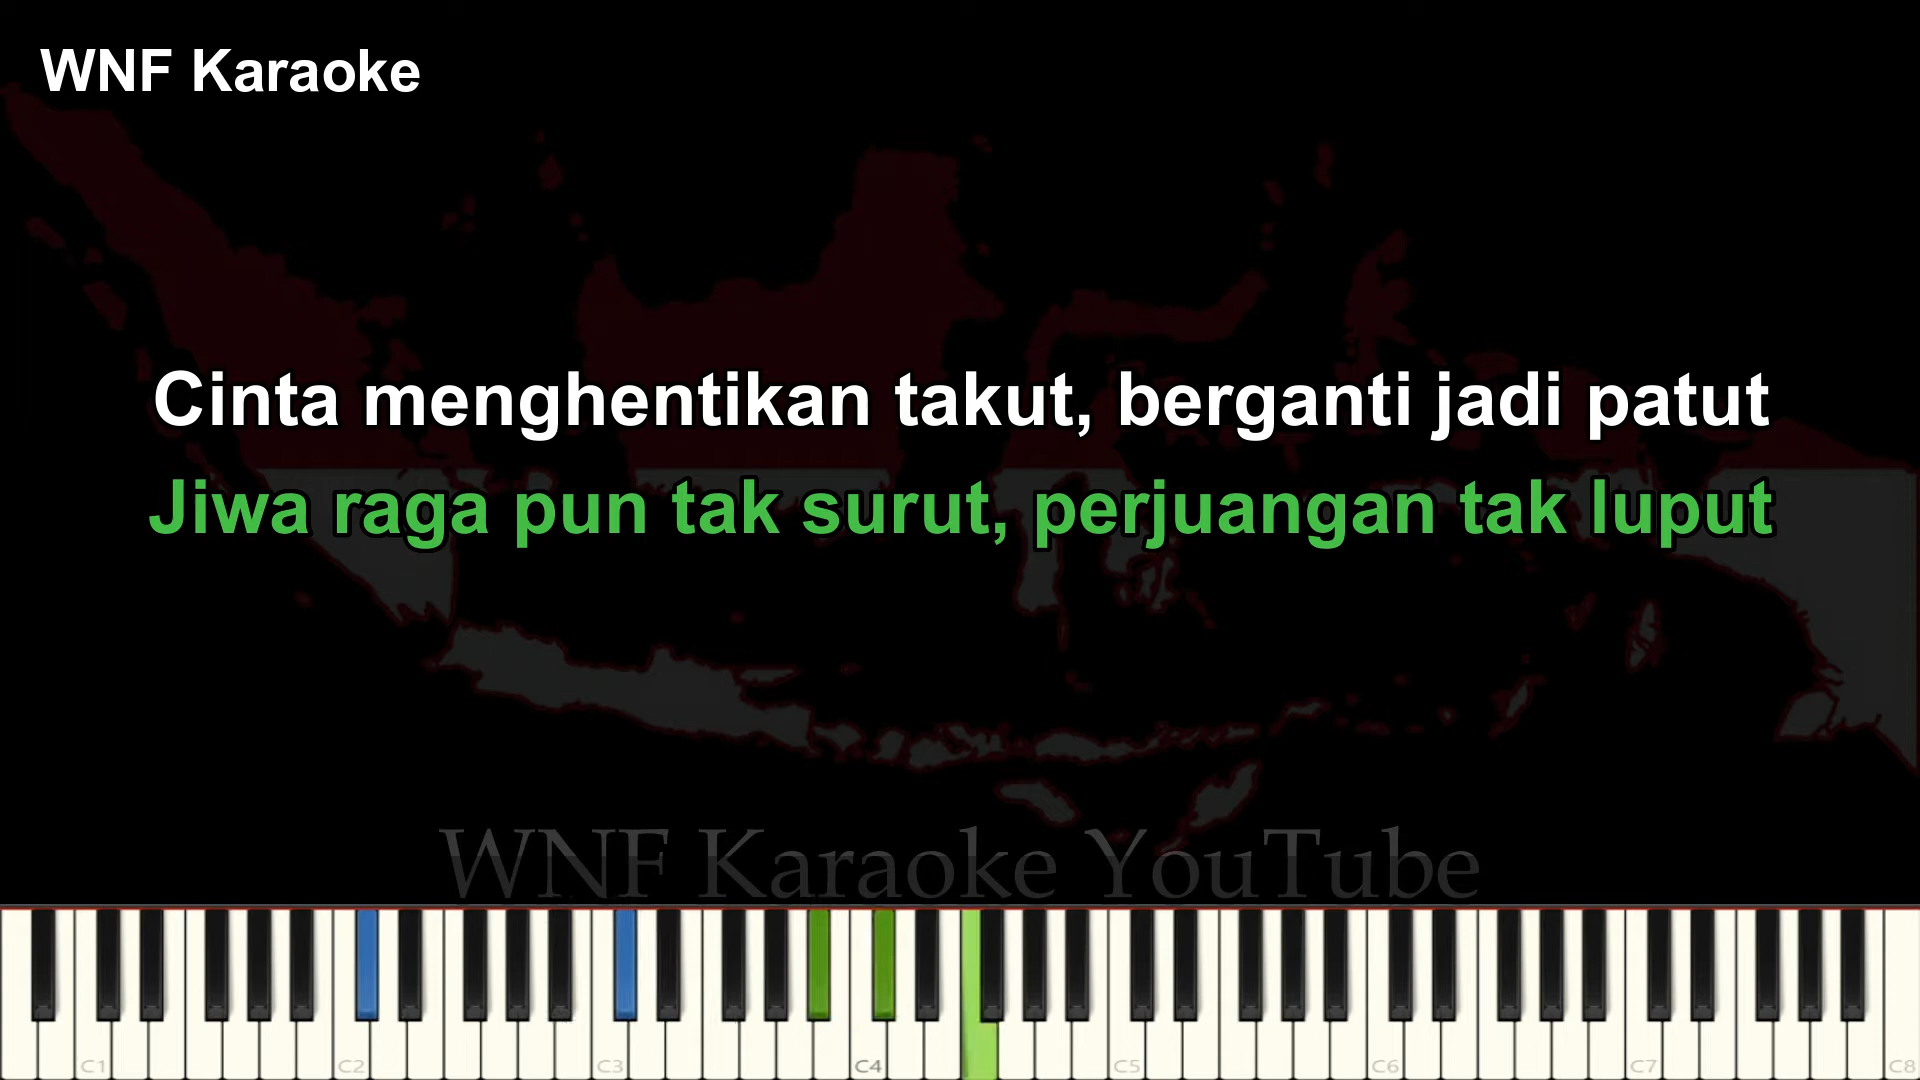 WNF Karaoke
Cinta menghentikan takut, berganti jadi patut
Jiwa raga pun tak surut, perjuangan tak luput
WNF Karaoke YouTube
C1 C2 C3 C4 C5 C6 C7 C8